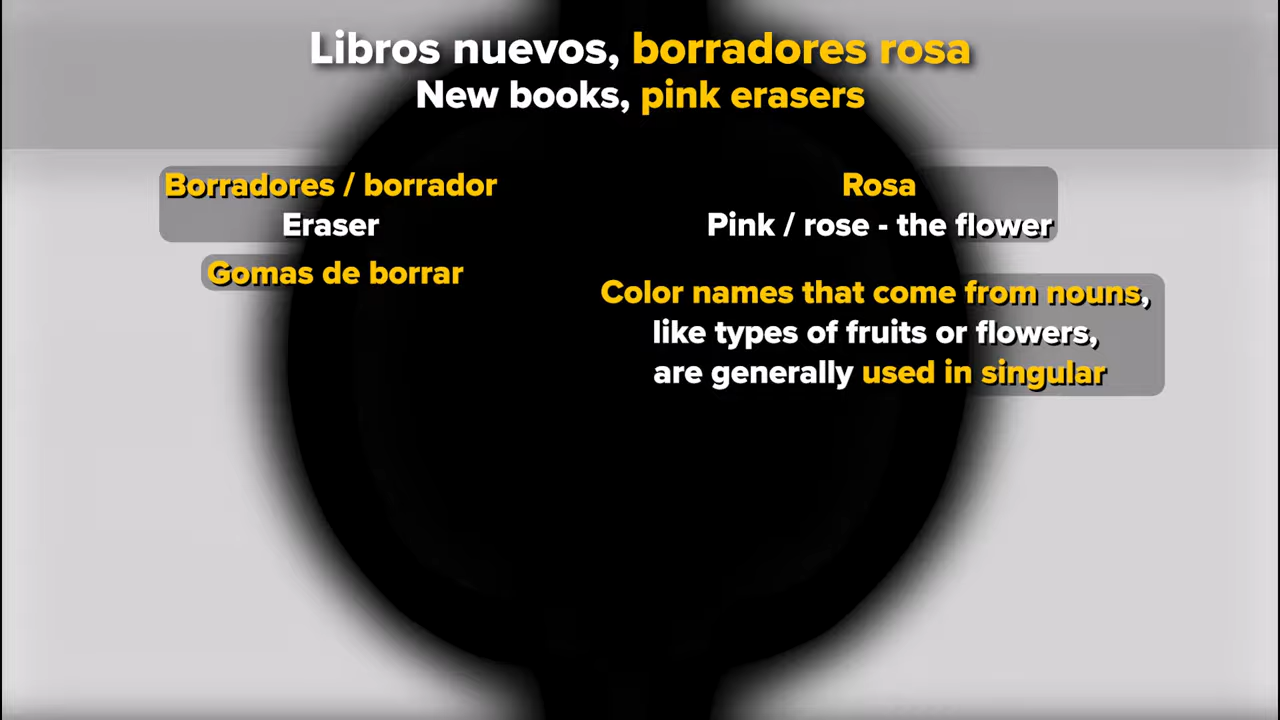 Libros nuevos, borradores rosa
New books, pink erasers
Borradores / borrador
Eraser
Gomas de borrar
Rosa
Pink / rose - the flower
Color names that come from nouns,
like types of fruits or flowers,
are generally used in singular